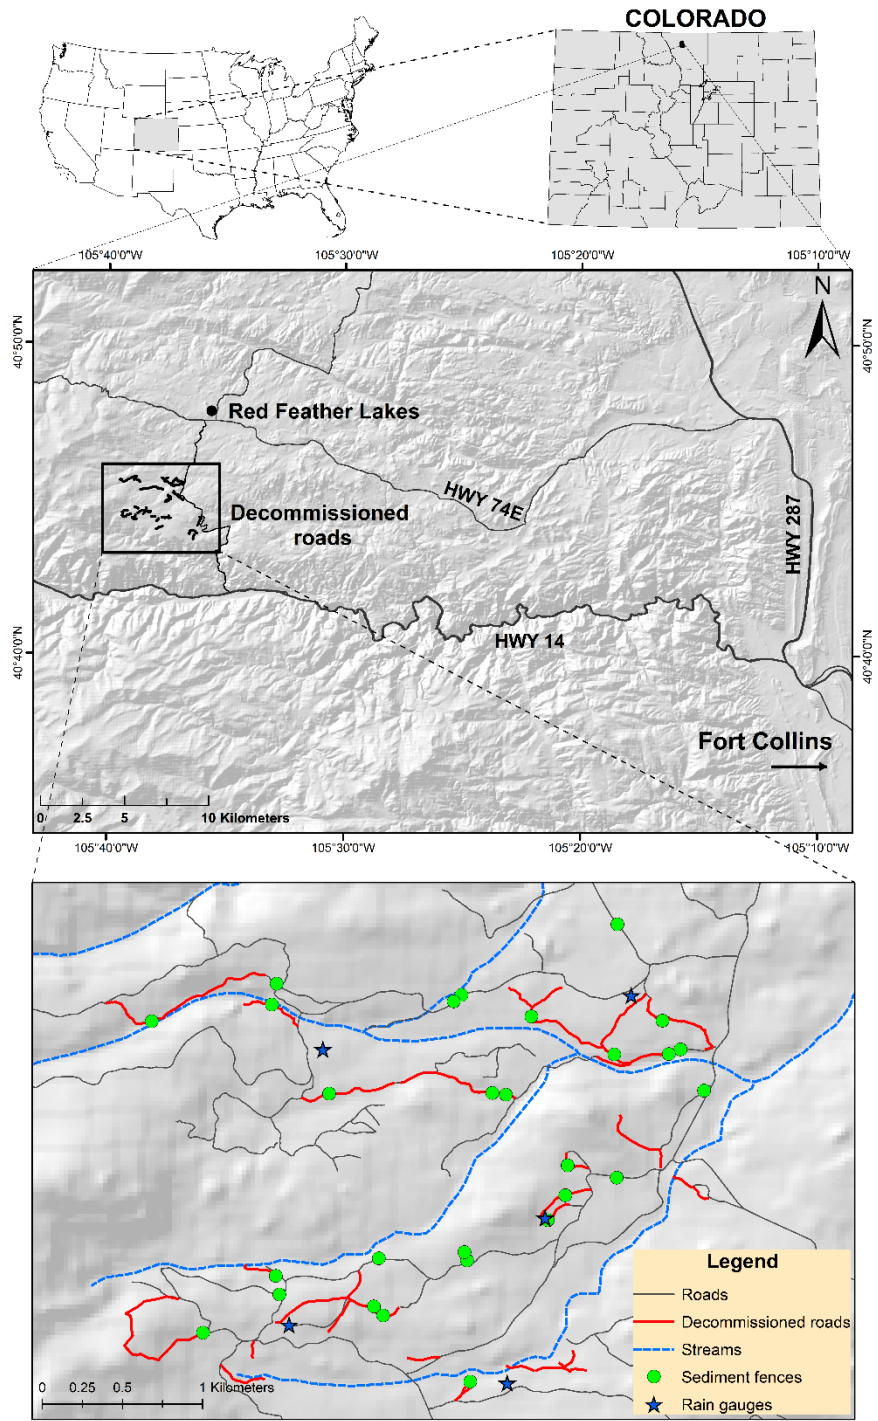 COLORADO
105°40'0"W 105°30'0"W 105°20'0"W 105°10'0"W
N
40°50'0"N 40°50'0"N
Red Feather Lakes
HWY 74E
Decommissioned
roads
HWY 287
HWY 14
40°40'0"N 40°40'0"N
Fort Collins
0 2.5 5 10 Kilometers
105°40'0"W 105°30'0"W 105°20'0"W 105°10'0"W
Legend
Roads
Decommissioned roads
Streams
Sediment fences
Rain gauges
0 0.25 0.5 1 Kilometers